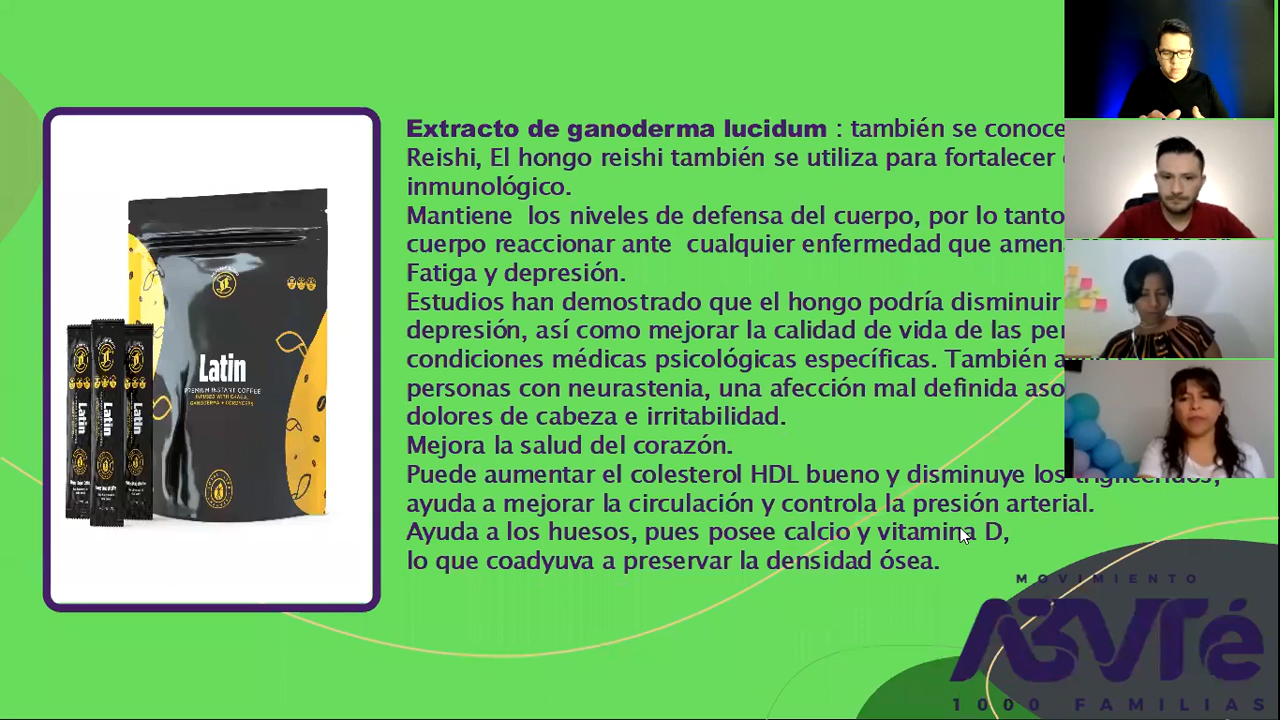 Extracto de ganoderma lucidum : también se conoce
Reishi, El hongo reishi también se utiliza para fortalecer
inmunológico.
Mantiene los niveles de defensa del cuerpo, por lo tanto
cuerpo reaccionar ante cualquier enfermedad que
Fatiga y depresión.
Estudios han demostrado que el hongo podría disminuir
depresión, así como mejorar la calidad de vida de las
condiciones médicas psicológicas específicas. También
personas con neurastenia, una afección mal definida
dolores de cabeza e irritabilidad.
Mejora la salud del corazón.
Puede aumentar el colesterol HDL bueno y disminuye los triglicéridos,
ayuda a mejorar la circulación y controla la presión arterial.
Ayuda a los huesos, pues posee calcio y vitamina D,
lo que coadyuva a preservar la densidad ósea.
Latin
PREMIUM INSTANT COFFEE
Latin
Latin
Latin
MOVIMIENTO
1000 FAMILIAS